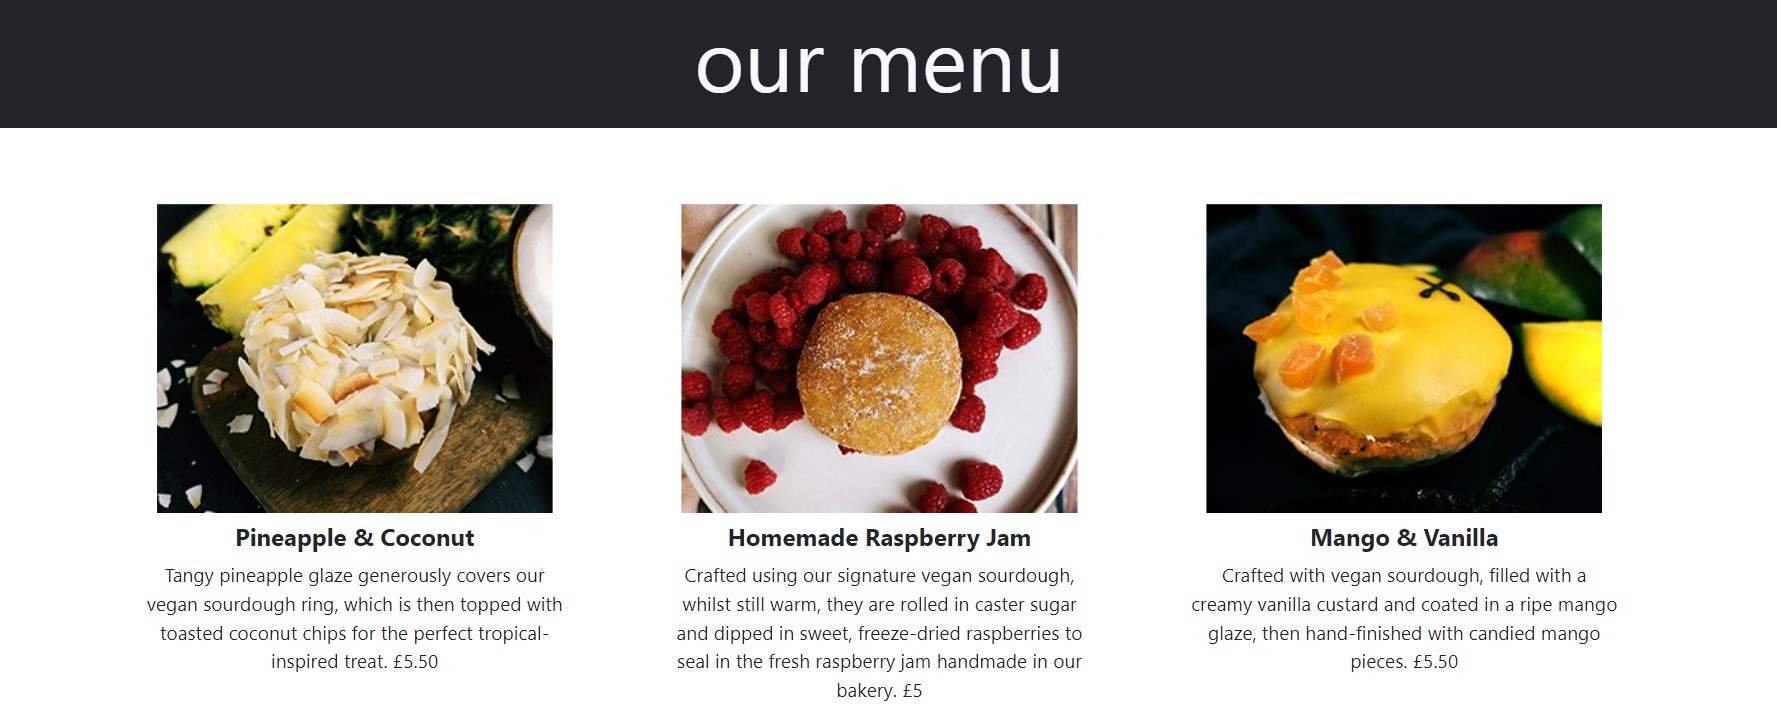 our menu
Pineapple & Coconut
Tangy pineapple glaze generously covers our
vegan sourdough ring, which is then topped with
toasted coconut chips for the perfect tropical-
inspired treat. £5.50
Homemade Raspberry Jam
Crafted using our signature vegan sourdough,
whilst still warm, they are rolled in caster sugar
and dipped in sweet, freeze-dried raspberries to
seal in the fresh raspberry jam handmade in our
bakery. £5
Mango & Vanilla
Crafted with vegan sourdough, filled with a
creamy vanilla custard and coated in a ripe mango
glaze, then hand-finished with candied mango
pieces. £5.50